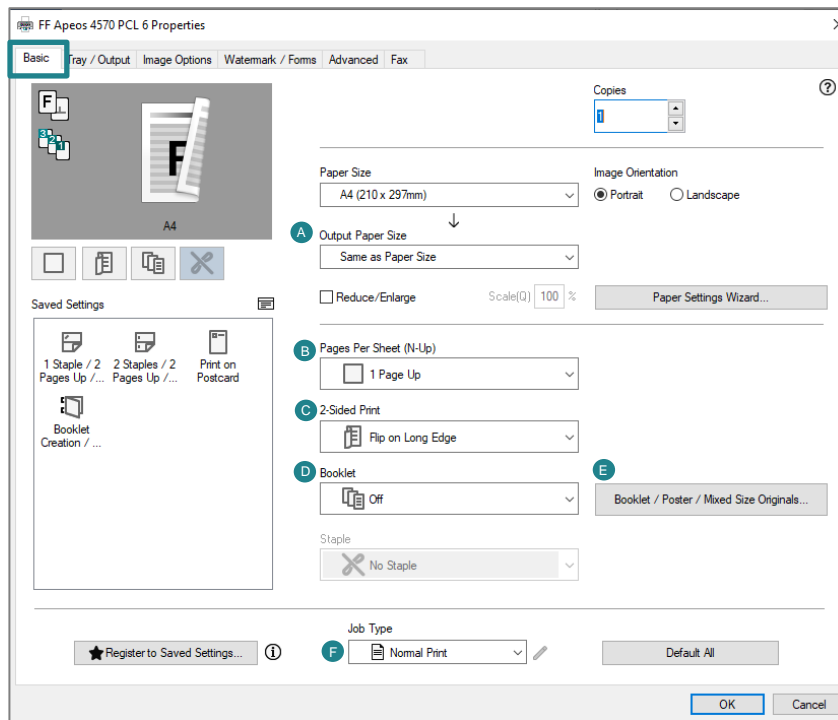 FF Apeos 4570 PCL 6 Properties
Basic Tray / Output Image Options Watermark / Forms Advanced Fax
F
3 2 1
F
A4
Copies
1
Paper Size
A4 (210 x 297mm)
Image Orientation
Portrait Landscape
A Output Paper Size
Same as Paper Size
Reduce/Enlarge Scale(Q) 100 %
Paper Settings Wizard...
Saved Settings
1 Staple / 2 Pages Up /...
2 Staples / 2 Pages Up /...
Print on Postcard
Booklet Creation / ...
B Pages Per Sheet (N-Up)
1 Page Up
C 2-Sided Print
Flip on Long Edge
D Booklet
Off
E
Booklet / Poster / Mixed Size Originals...
Staple
No Staple
Register to Saved Settings...
Job Type
F Normal Print
Default All
OK Cancel